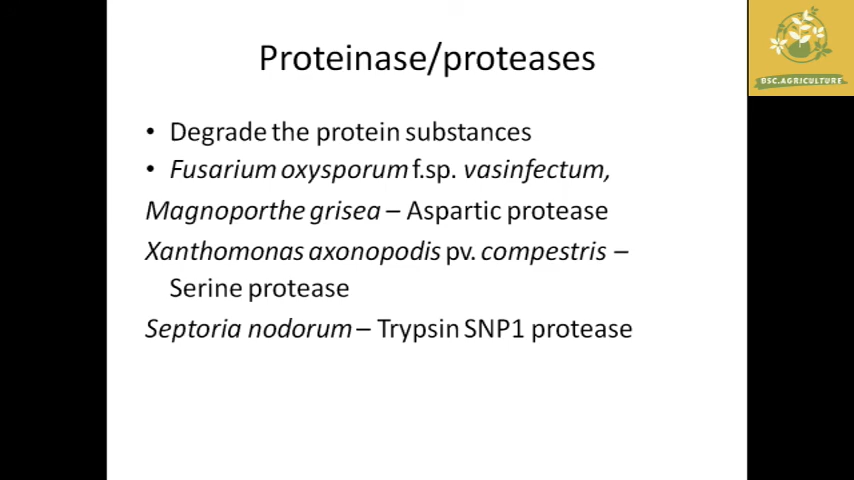 Proteinase/proteases
BSC.AGRICULTURE
• Degrade the protein substances
• Fusarium oxysporum f.sp. vasinfectum,
Magnoporthe grisea – Aspartic protease
Xanthomonas axonopodis pv. compestris –
Serine protease
Septoria nodorum – Trypsin SNP1 protease